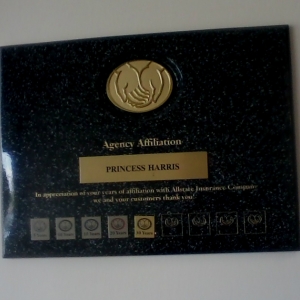 Agency Affiliation
PRINCESS HARRIS
In appreciation of your years of affiliation with Allstate Insurance Company
we and your customers thank you!